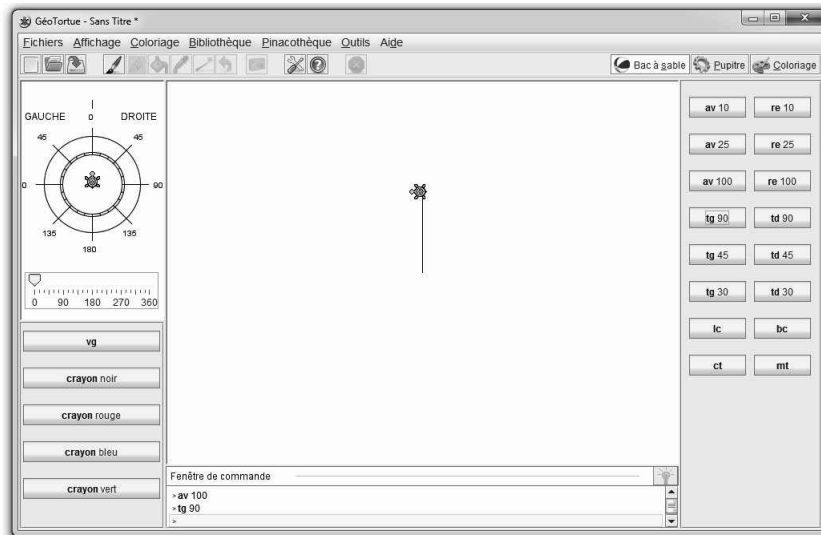 GéoTortue - Sans Titre *
Fichiers Affichage Coloriage Bibliothèque Pinacothèque Outils Aide
Bac à sable Pupitre Coloriage
GAUCHE 0 DROITE
45 45
0 90
135 135
180
0 90 180 270 360
vg
crayon noir
crayon rouge
crayon bleu
crayon vert
Fenêtre de commande
>av 100
>tg 90
>
av 10 re 10
av 25 re 25
av 100 re 100
tg 90 td 90
tg 45 td 45
tg 30 td 30
lc bc
ct mt